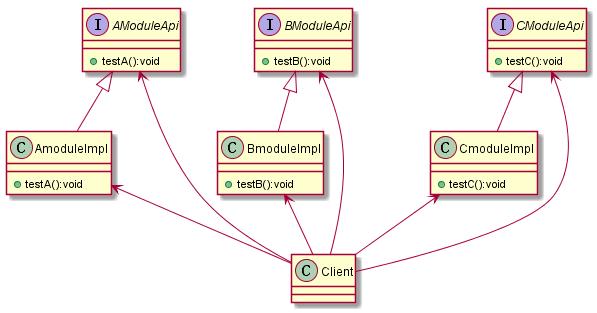 I AModuleApi
testA():void
I BModuleApi
testB():void
I CModuleApi
testC():void
C AmoduleImpl
testA():void
C BmoduleImpl
testB():void
C CmoduleImpl
testC():void
C Client